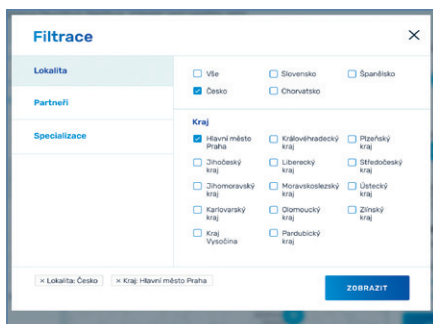 Filtrace
Lokalita
Partneři
Specializace
Vše
Slovensko
Španělsko
Česko
Chorvatsko
Kraj
Hlavní město
Praha
Královéhradecký
kraj
Plzeňský
kraj
Jihočeský
kraj
Liberecký
kraj
Středočeský
kraj
Jihomoravský
kraj
Moravskoslezský
kraj
Ústecký
kraj
Karlovarský
kraj
Olomoucký
kraj
Zlínský
kraj
Kraj
Vysočina
Pardubický
kraj
× Lokalita: Česko
× Kraj: Hlavní město Praha
ZOBRAZIT